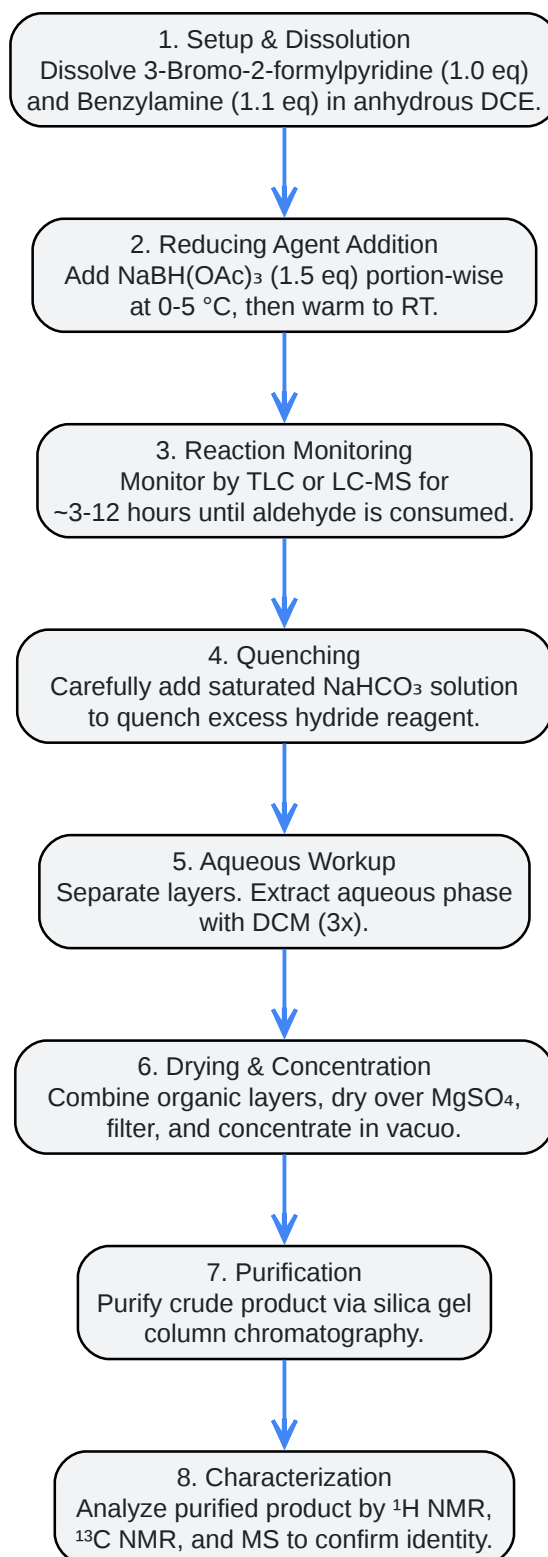 1. Setup & Dissolution
Dissolve 3-Bromo-2-formylpyridine (1.0 eq)
and Benzylamine (1.1 eq) in anhydrous DCE.
2. Reducing Agent Addition
Add NaBH(OAc)₃ (1.5 eq) portion-wise
at 0-5 °C, then warm to RT.
3. Reaction Monitoring
Monitor by TLC or LC-MS for
~3-12 hours until aldehyde is consumed.
4. Quenching
Carefully add saturated NaHCO₃ solution
to quench excess hydride reagent.
5. Aqueous Workup
Separate layers. Extract aqueous phase
with DCM (3x).
6. Drying & Concentration
Combine organic layers, dry over MgSO₄,
filter, and concentrate in vacuo.
7. Purification
Purify crude product via silica gel
column chromatography.
8. Characterization
Analyze purified product by ¹H NMR,
¹³C NMR, and MS to confirm identity.